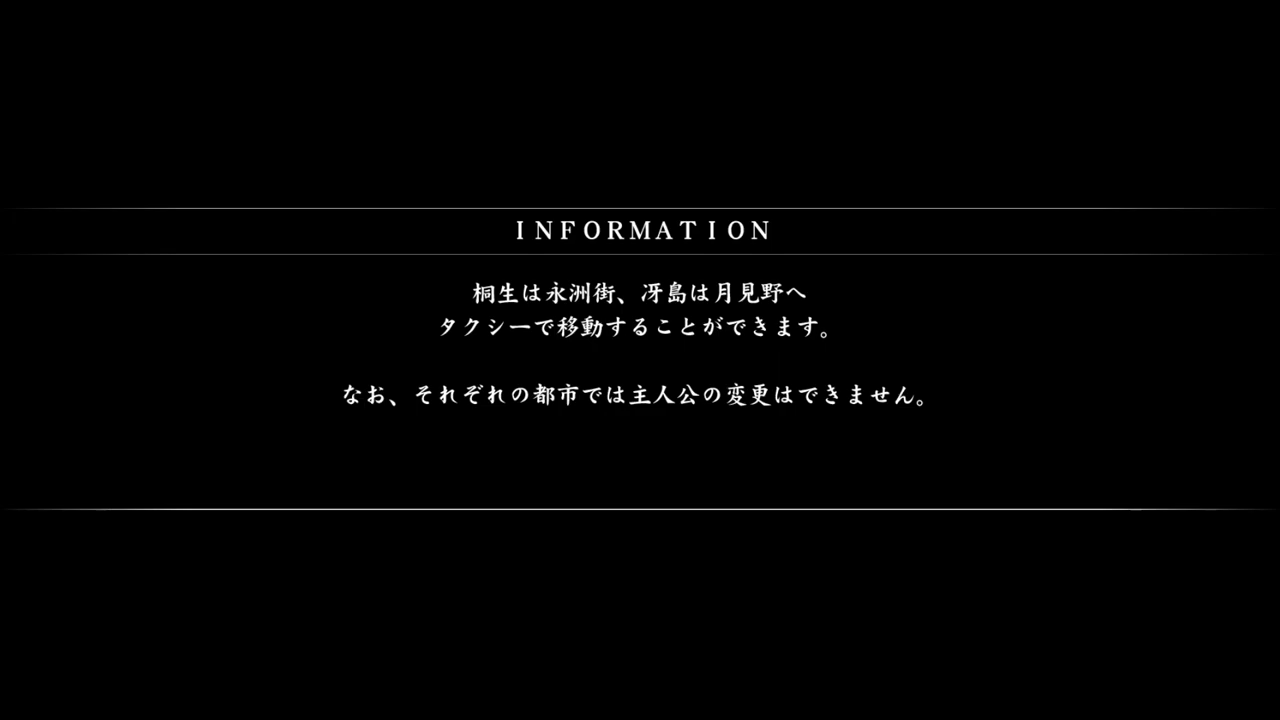 INFORMATION
桐生は永洲街、冴島は月見野へ
タクシーで移動することができます。
なお、それぞれの都市では主人公の変更はできません。